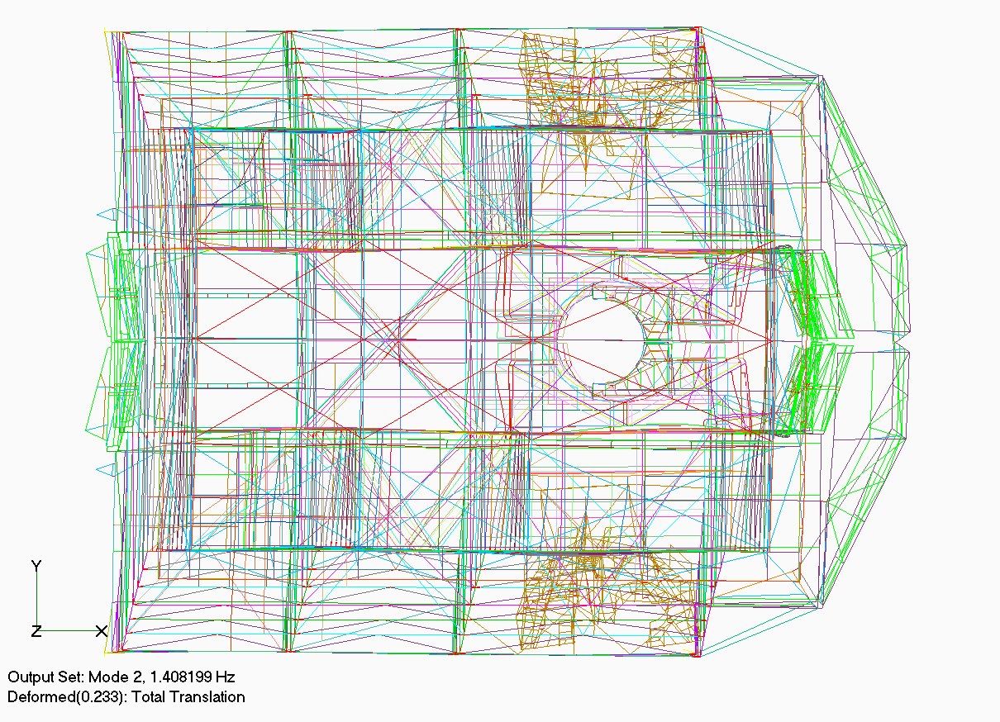 Y
Z X
Output Set: Mode 2, 1.408199 Hz
Deformed(0.233): Total Translation